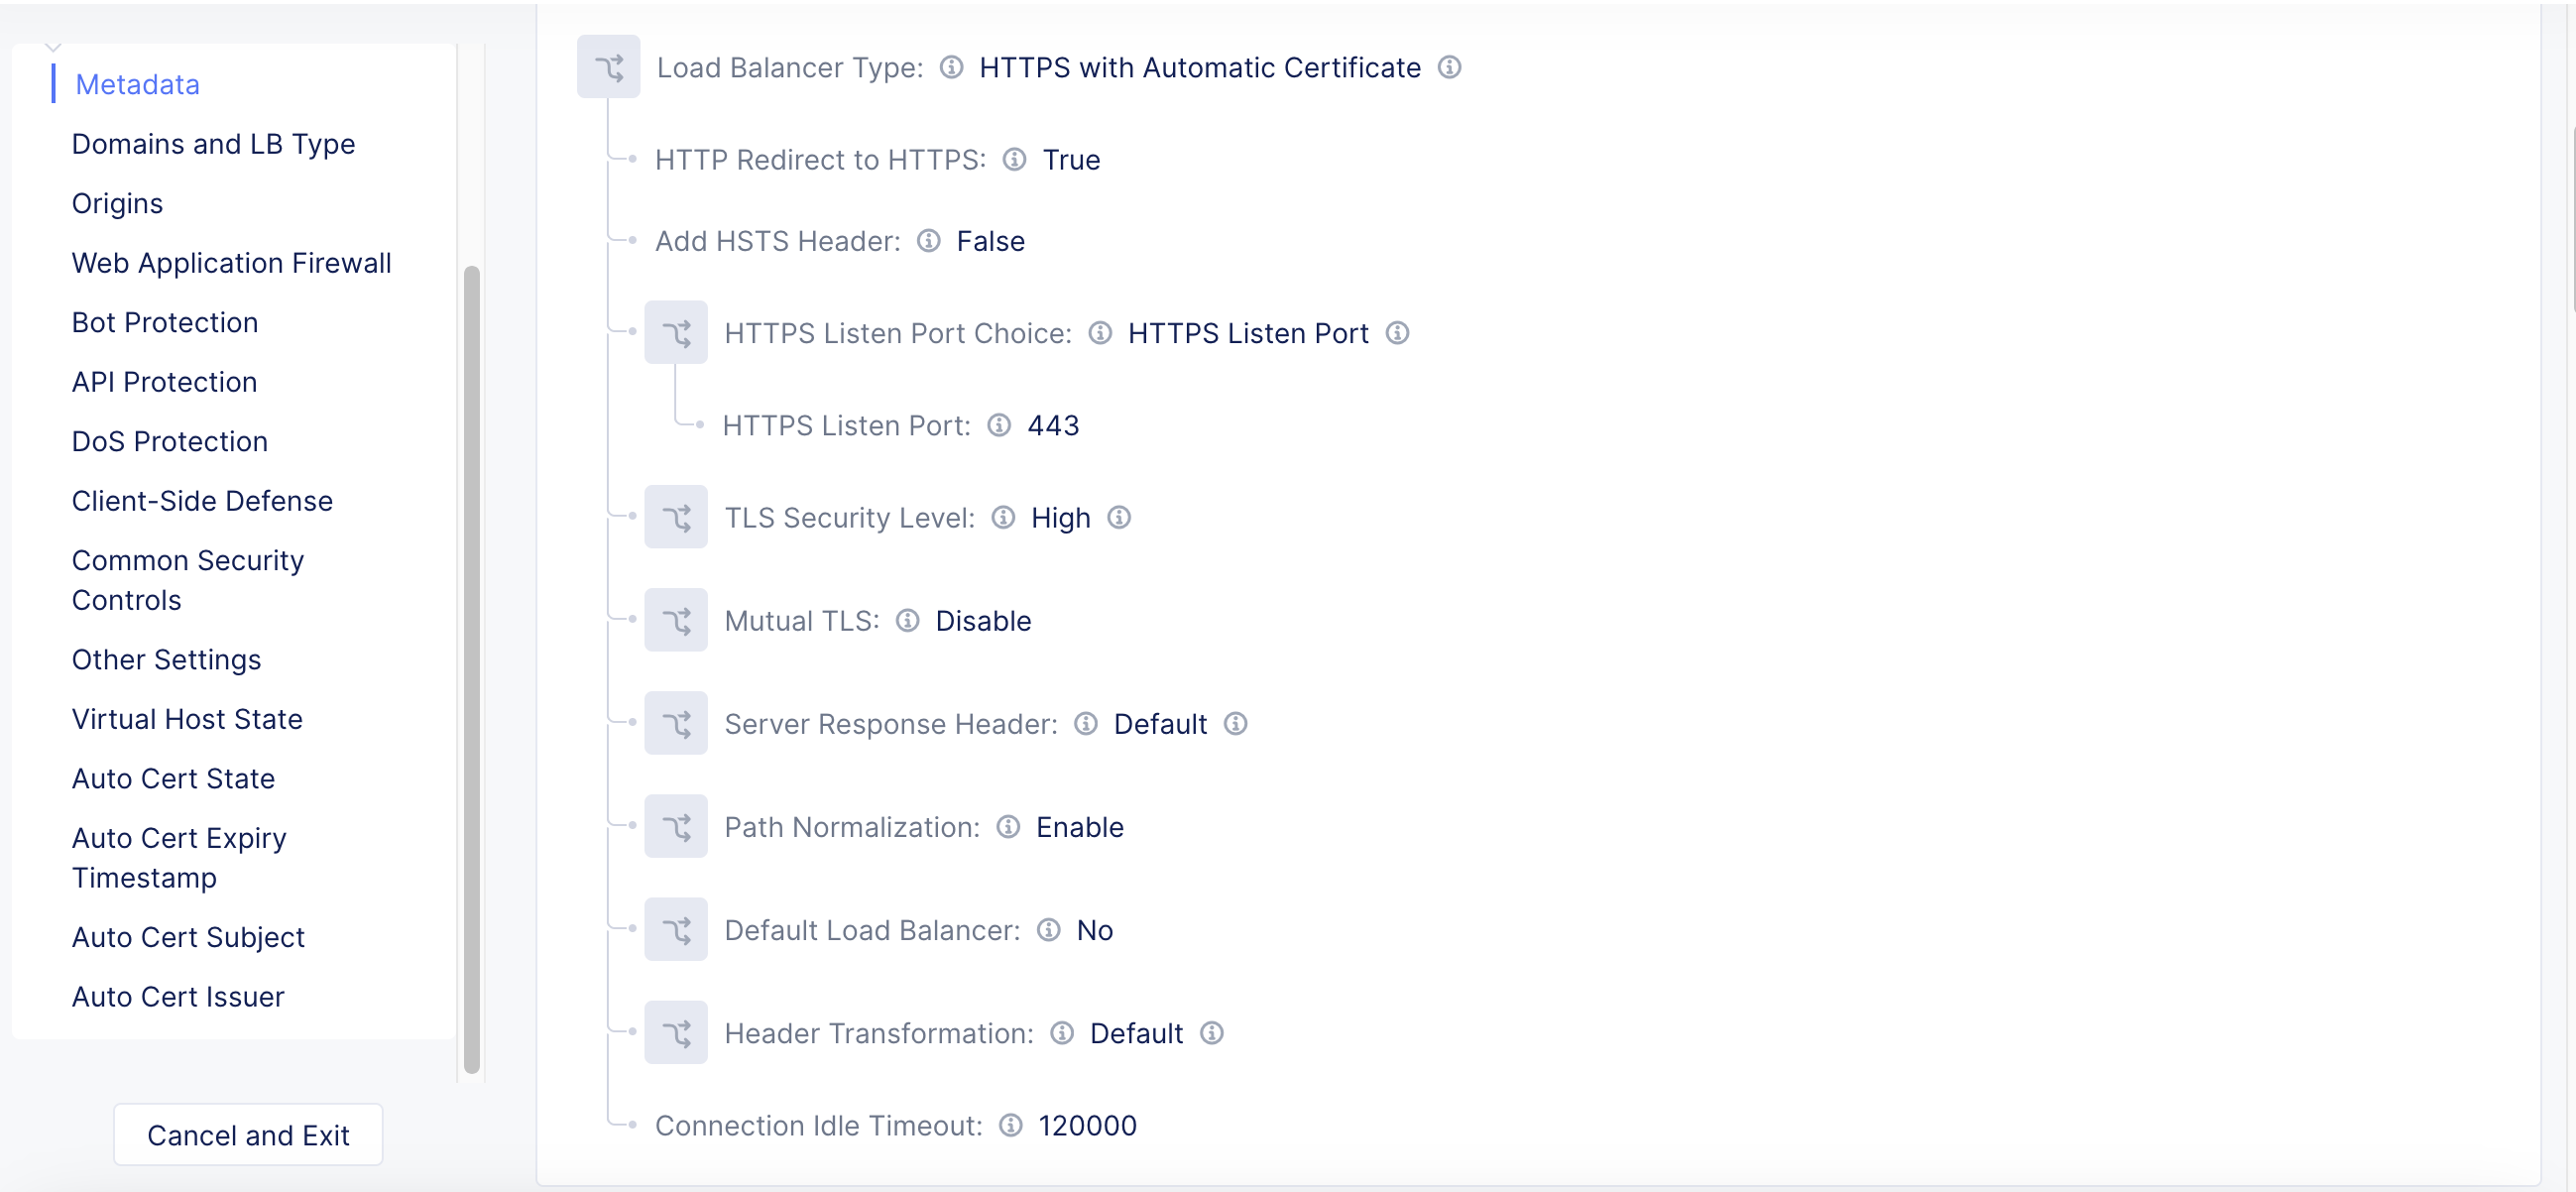 Metadata
Domains and LB Type
Origins
Web Application Firewall
Bot Protection
API Protection
DoS Protection
Client-Side Defense
Common Security
Controls
Other Settings
Virtual Host State
Auto Cert State
Auto Cert Expiry
Timestamp
Auto Cert Subject
Auto Cert Issuer
Cancel and Exit
Load Balancer Type: HTTPS with Automatic Certificate
HTTP Redirect to HTTPS: True
Add HSTS Header: False
HTTPS Listen Port Choice: HTTPS Listen Port
HTTPS Listen Port: 443
TLS Security Level: High
Mutual TLS: Disable
Server Response Header: Default
Path Normalization: Enable
Default Load Balancer: No
Header Transformation: Default
Connection Idle Timeout: 120000